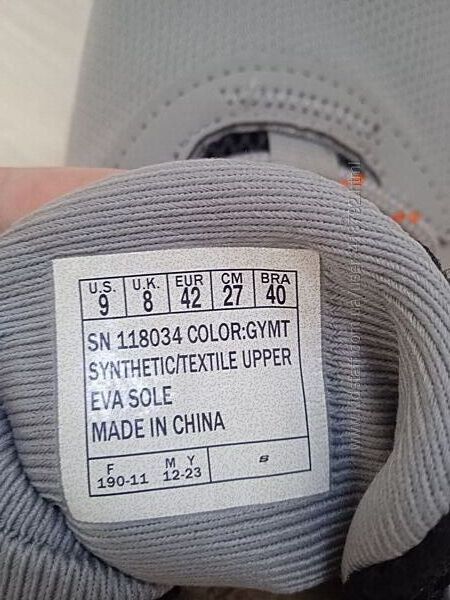 U.S. U.K. EUR CM BRA
9 8 42 27 40
SN 118034 COLOR:GYMT
SYNTHETIC/TEXTILE UPPER
EVA SOLE
MADE IN CHINA
F M Y
190-11 12-23 S